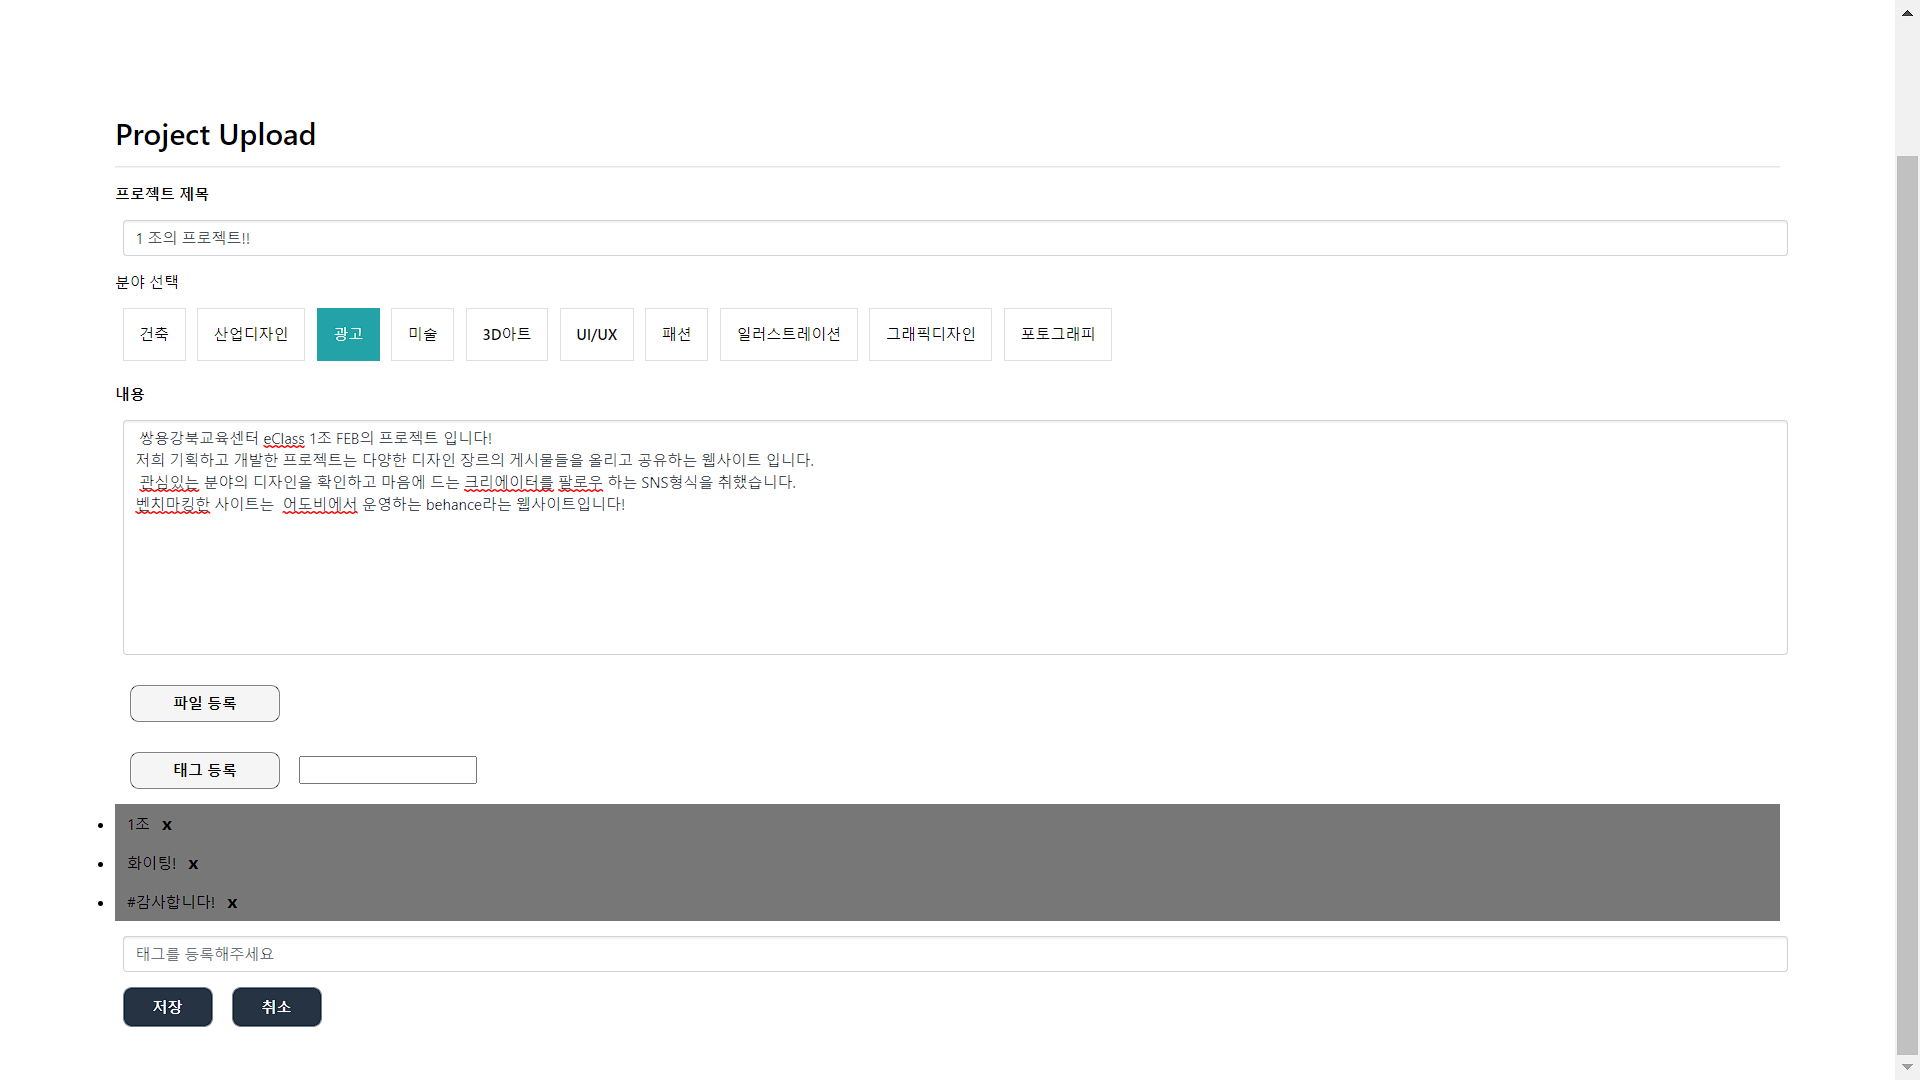 Project Upload
프로젝트 제목
1 조의 프로젝트!!
분야 선택
건축 산업디자인 광고 미술 3D아트 UI/UX 패션 일러스트레이션 그래픽디자인 포토그래피
내용
쌍용강북교육센터 eClass 1조 FEB의 프로젝트 입니다!
저희 기획하고 개발한 프로젝트는 다양한 디자인 장르의 게시물들을 올리고 공유하는 웹사이트 입니다.
관심있는 분야의 디자인을 확인하고 마음에 드는 크리에이터를 팔로우 하는 SNS형식을 취했습니다.
벤치마킹한 사이트는 어도비에서 운영하는 behance라는 웹사이트입니다!
파일 등록
태그 등록
1조 x
화이팅! x
#감사합니다! x
태그를 등록해주세요
저장 취소